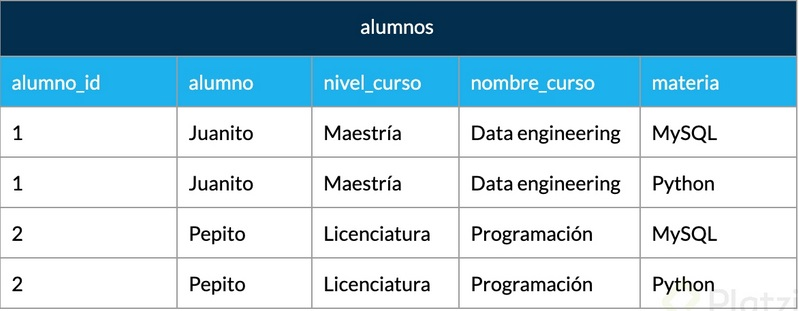 alumnos
alumno_id alumno nivel_curso nombre_curso materia
1 Juanito Maestría Data engineering MySQL
1 Juanito Maestría Data engineering Python
2 Pepito Licenciatura Programación MySQL
2 Pepito Licenciatura Programación Python
Platzi